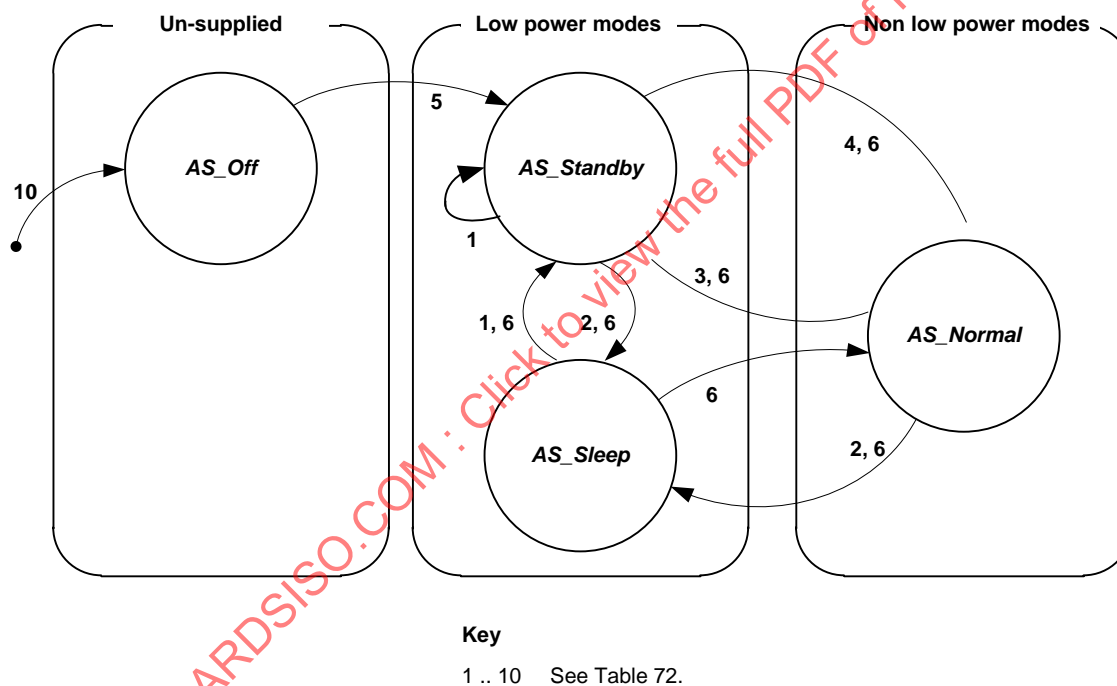 Un-supplied
Low power modes
Non low power modes
AS_Off
AS_Standby
AS_Normal
AS_Sleep
10
5
1
4, 6
3, 6
1, 6
2, 6
6
2, 6
ARDSISO.COM : Click to view the full PDF of
Key
1 .. 10 See Table 72.